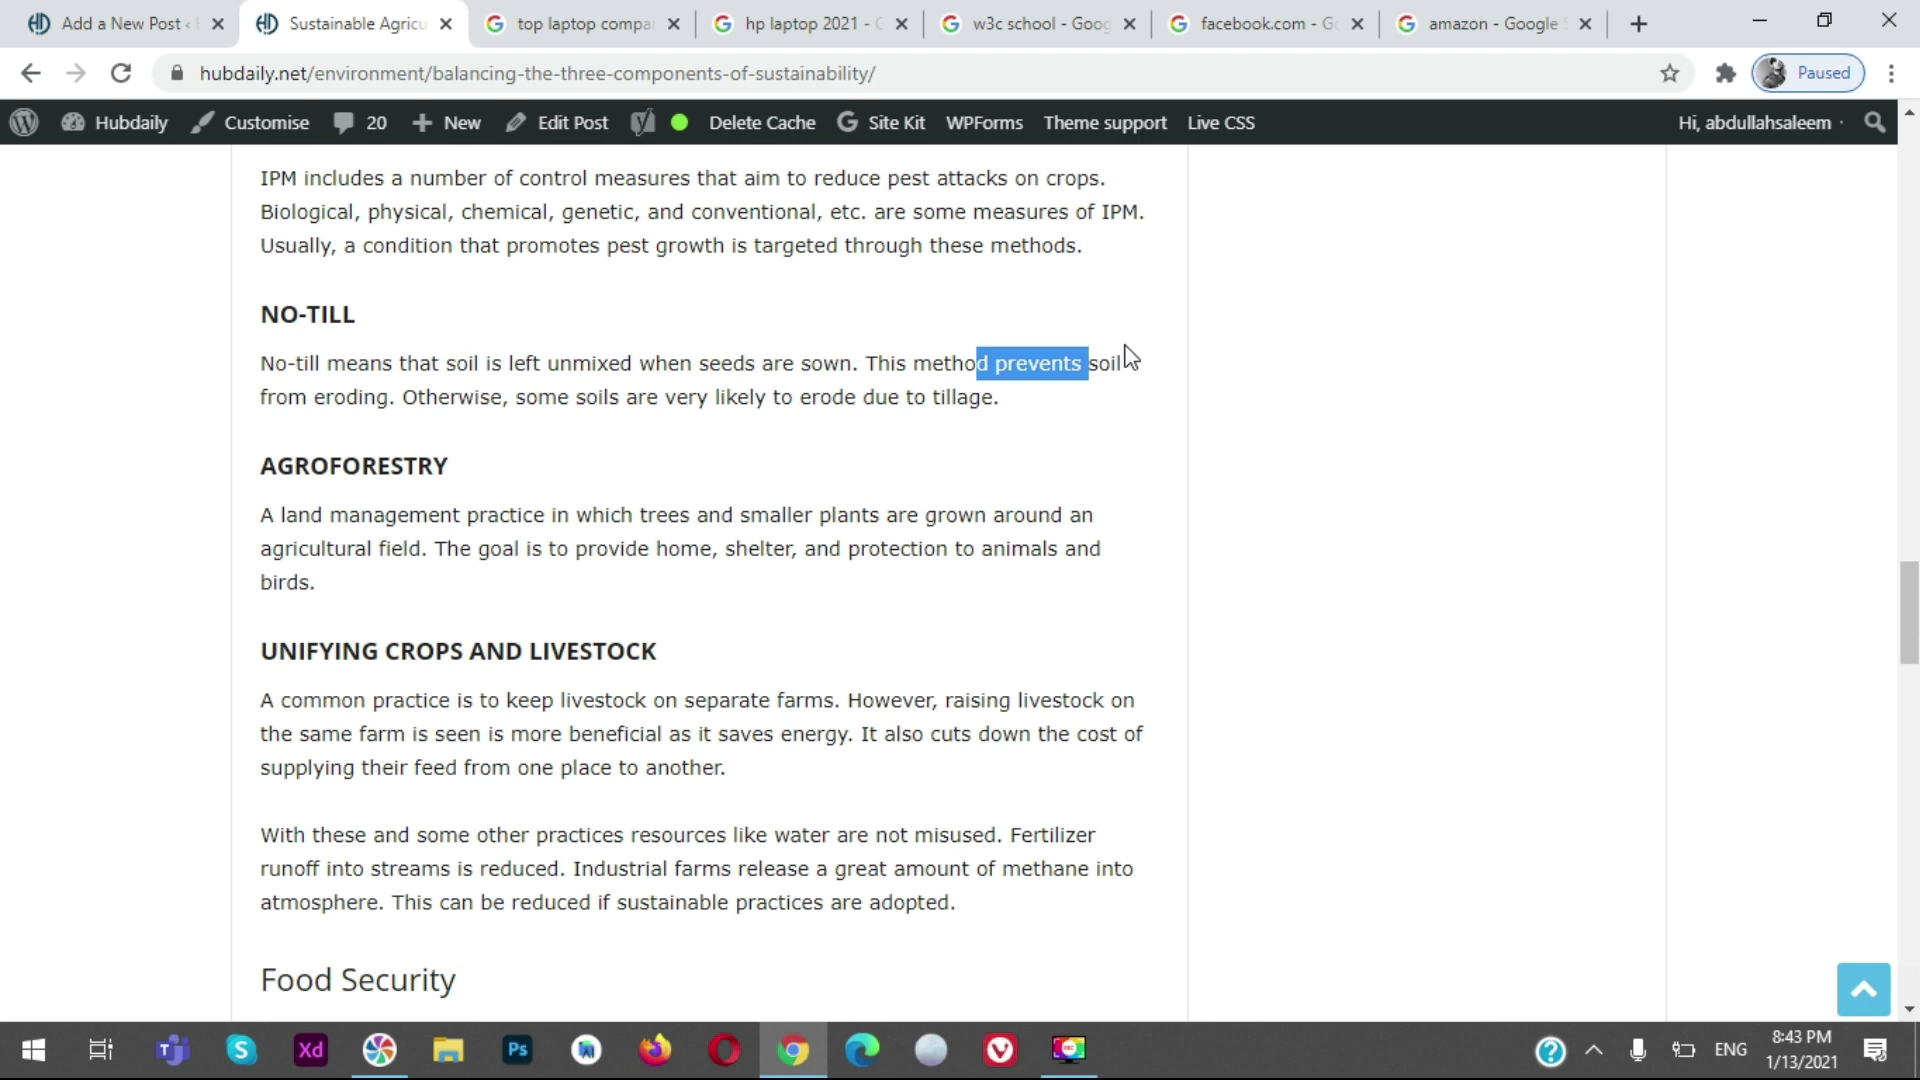 Add a New Post ‹
Sustainable Agricu
top laptop compa
hp laptop 2021 - G
w3c school - Goog
facebook.com - Go
amazon - Google S
hubdaily.net/environment/balancing-the-three-components-of-sustainability/
Paused
Hubdaily
Customise
20
New
Edit Post
Delete Cache
Site Kit
WPForms
Theme support
Live CSS
Hi, abdullahsaleem
IPM includes a number of control measures that aim to reduce pest attacks on crops.
Biological, physical, chemical, genetic, and conventional, etc. are some measures of IPM.
Usually, a condition that promotes pest growth is targeted through these methods.
NO-TILL
No-till means that soil is left unmixed when seeds are sown. This method prevents soil
from eroding. Otherwise, some soils are very likely to erode due to tillage.
AGROFORESTRY
A land management practice in which trees and smaller plants are grown around an
agricultural field. The goal is to provide home, shelter, and protection to animals and
birds.
UNIFYING CROPS AND LIVESTOCK
A common practice is to keep livestock on separate farms. However, raising livestock on
the same farm is seen is more beneficial as it saves energy. It also cuts down the cost of
supplying their feed from one place to another.
With these and some other practices resources like water are not misused. Fertilizer
runoff into streams is reduced. Industrial farms release a great amount of methane into
atmosphere. This can be reduced if sustainable practices are adopted.
Food Security
Xd
Ps
ENG
8:43 PM
1/13/2021